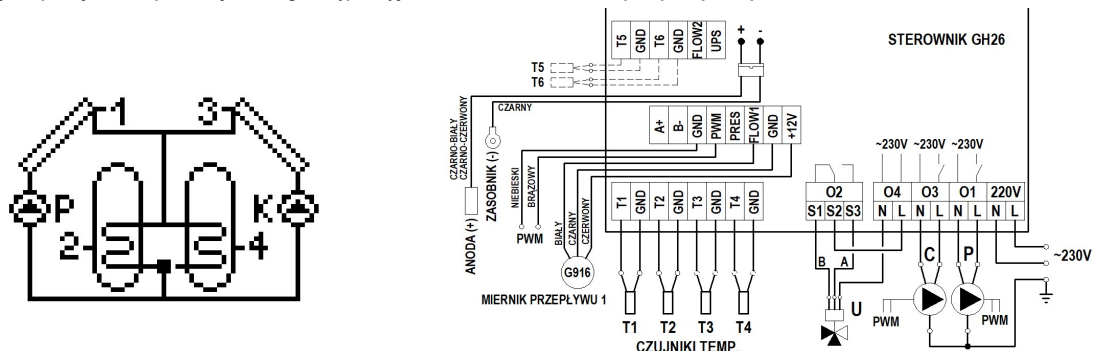 1
3
P
K
2
4
STEROWNIK GH26
T5 GND T6 GND FLOW2 UPS
+ -
T5
T6
CZARNY
CZARNO-BIAŁY
CZARNO-CZERWONY
ZASOBNIK (-)
ANODA (+)
A+ B- GND PWM PRES FLOW1 GND +12V
NIEBIESKI
BRĄZOWY
PWM
BIAŁY
CZARNY
CZERWONY
G916
MIERNIK PRZEPŁYWU 1
T1 GND T2 GND T3 GND T4 GND
T1 T2 T3 T4
CZUJNIKI TEMP.
~230V ~230V ~230V
O2 O4 O3 O1 220V
S1 S2 S3 N L N L N L N L
B A
U
C P
PWM PWM
~230V